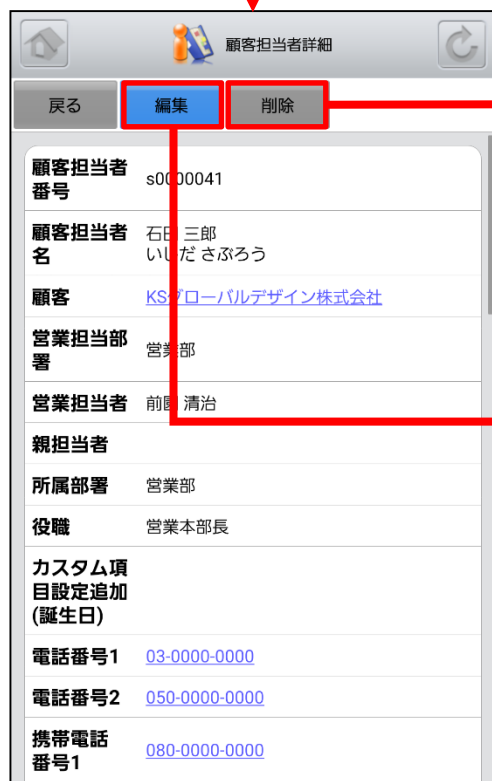 顧客担当者詳細
戻る 編集 削除
顧客担当者
番号
s0000041
顧客担当者
名
石田 三郎
いしだ さぶろう
顧客 KSグローバルデザイン株式会社
営業担当部
署
営業部
営業担当者 前園 清治
親担当者
所属部署 営業部
役職 営業本部長
カスタム項
目設定追加
(誕生日)
電話番号1 03-0000-0000
電話番号2 050-0000-0000
携帯電話
番号1
080-0000-0000